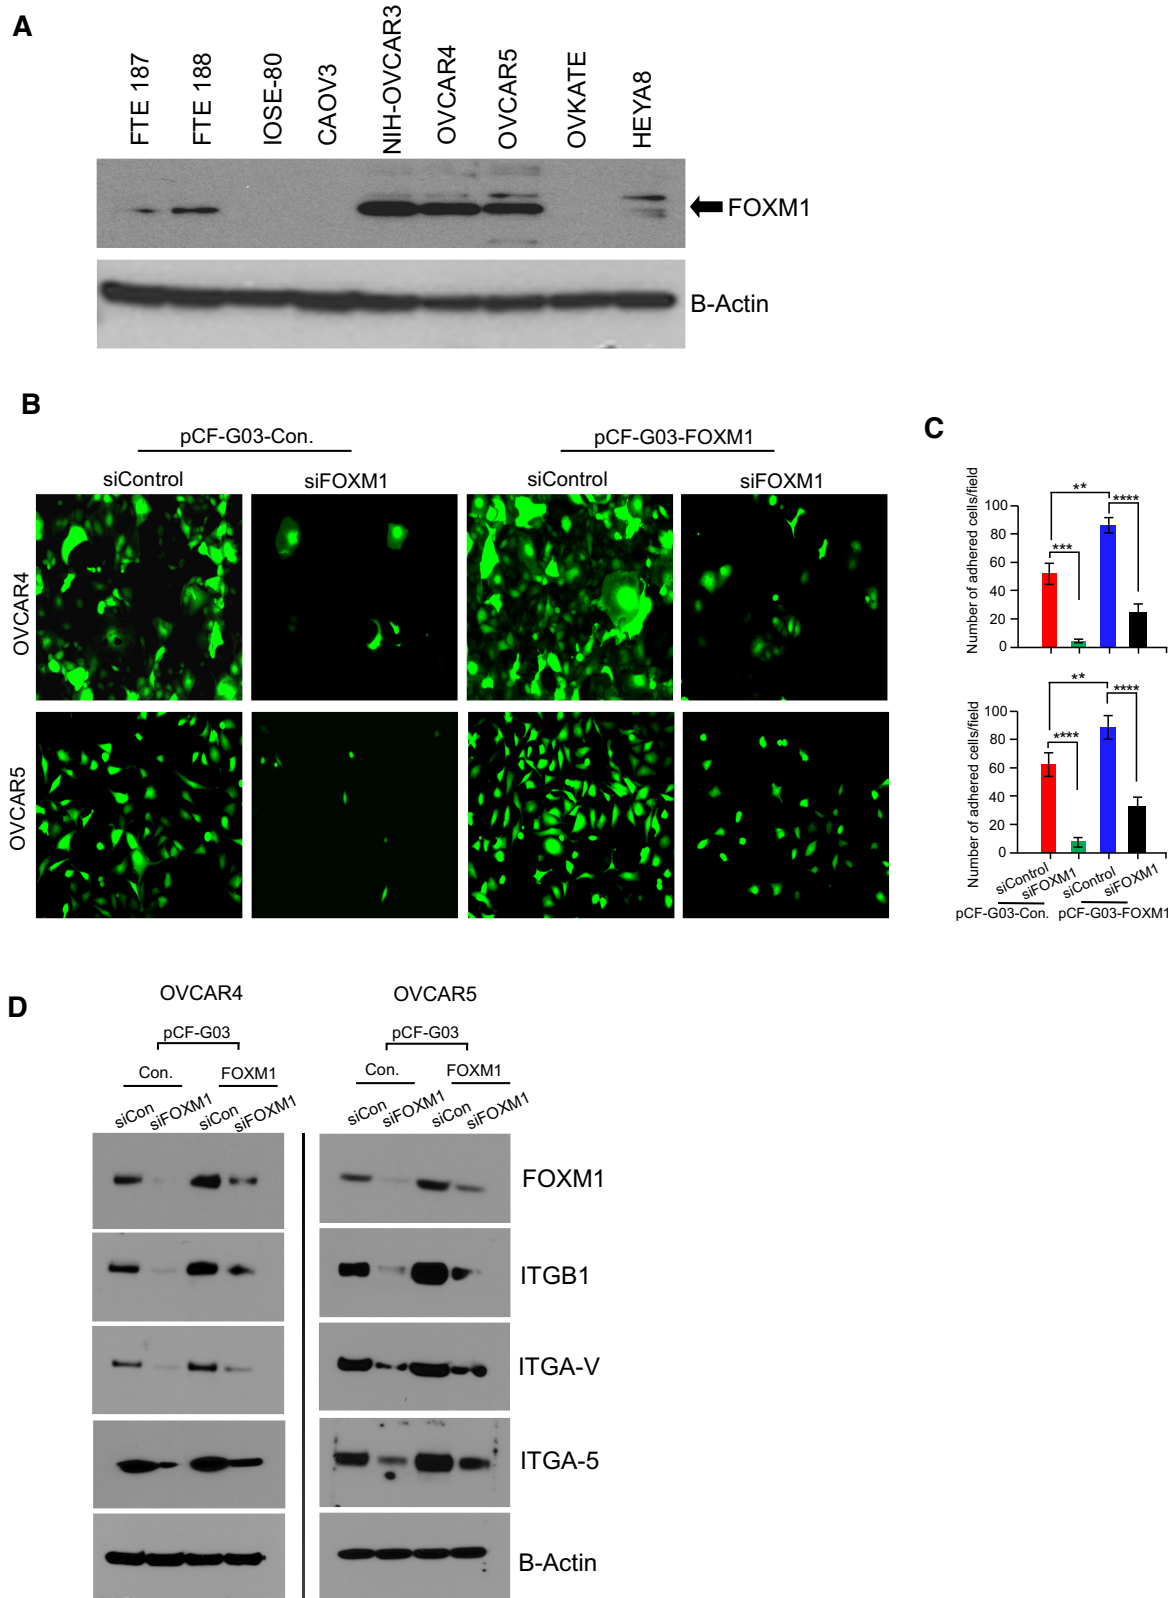 A
FTE 187
FTE 188
IOSE-80
CAOV3
NIH-OVCAR3
OVCAR4
OVCAR5
OVKATE
HEYA8
FOXM1
B-Actin
B
pCF-G03-Con.
pCF-G03-FOXM1
siControl
siFOXM1
siControl
siFOXM1
OVCAR4
OVCAR5
C
Number of adhered cells/field
100
80
60
40
20
0
**
***
****
Number of adhered cells/field
100
80
60
40
20
0
**
****
****
siControl
siFOXM1
siControl
siFOXM1
pCF-G03-Con.
pCF-G03-FOXM1
D
OVCAR4
OVCAR5
pCF-G03
pCF-G03
Con.
FOXM1
Con.
FOXM1
siCon
siFOXM1
siCon
siFOXM1
siCon
siFOXM1
siCon
siFOXM1
FOXM1
ITGB1
ITGA-V
ITGA-5
B-Actin